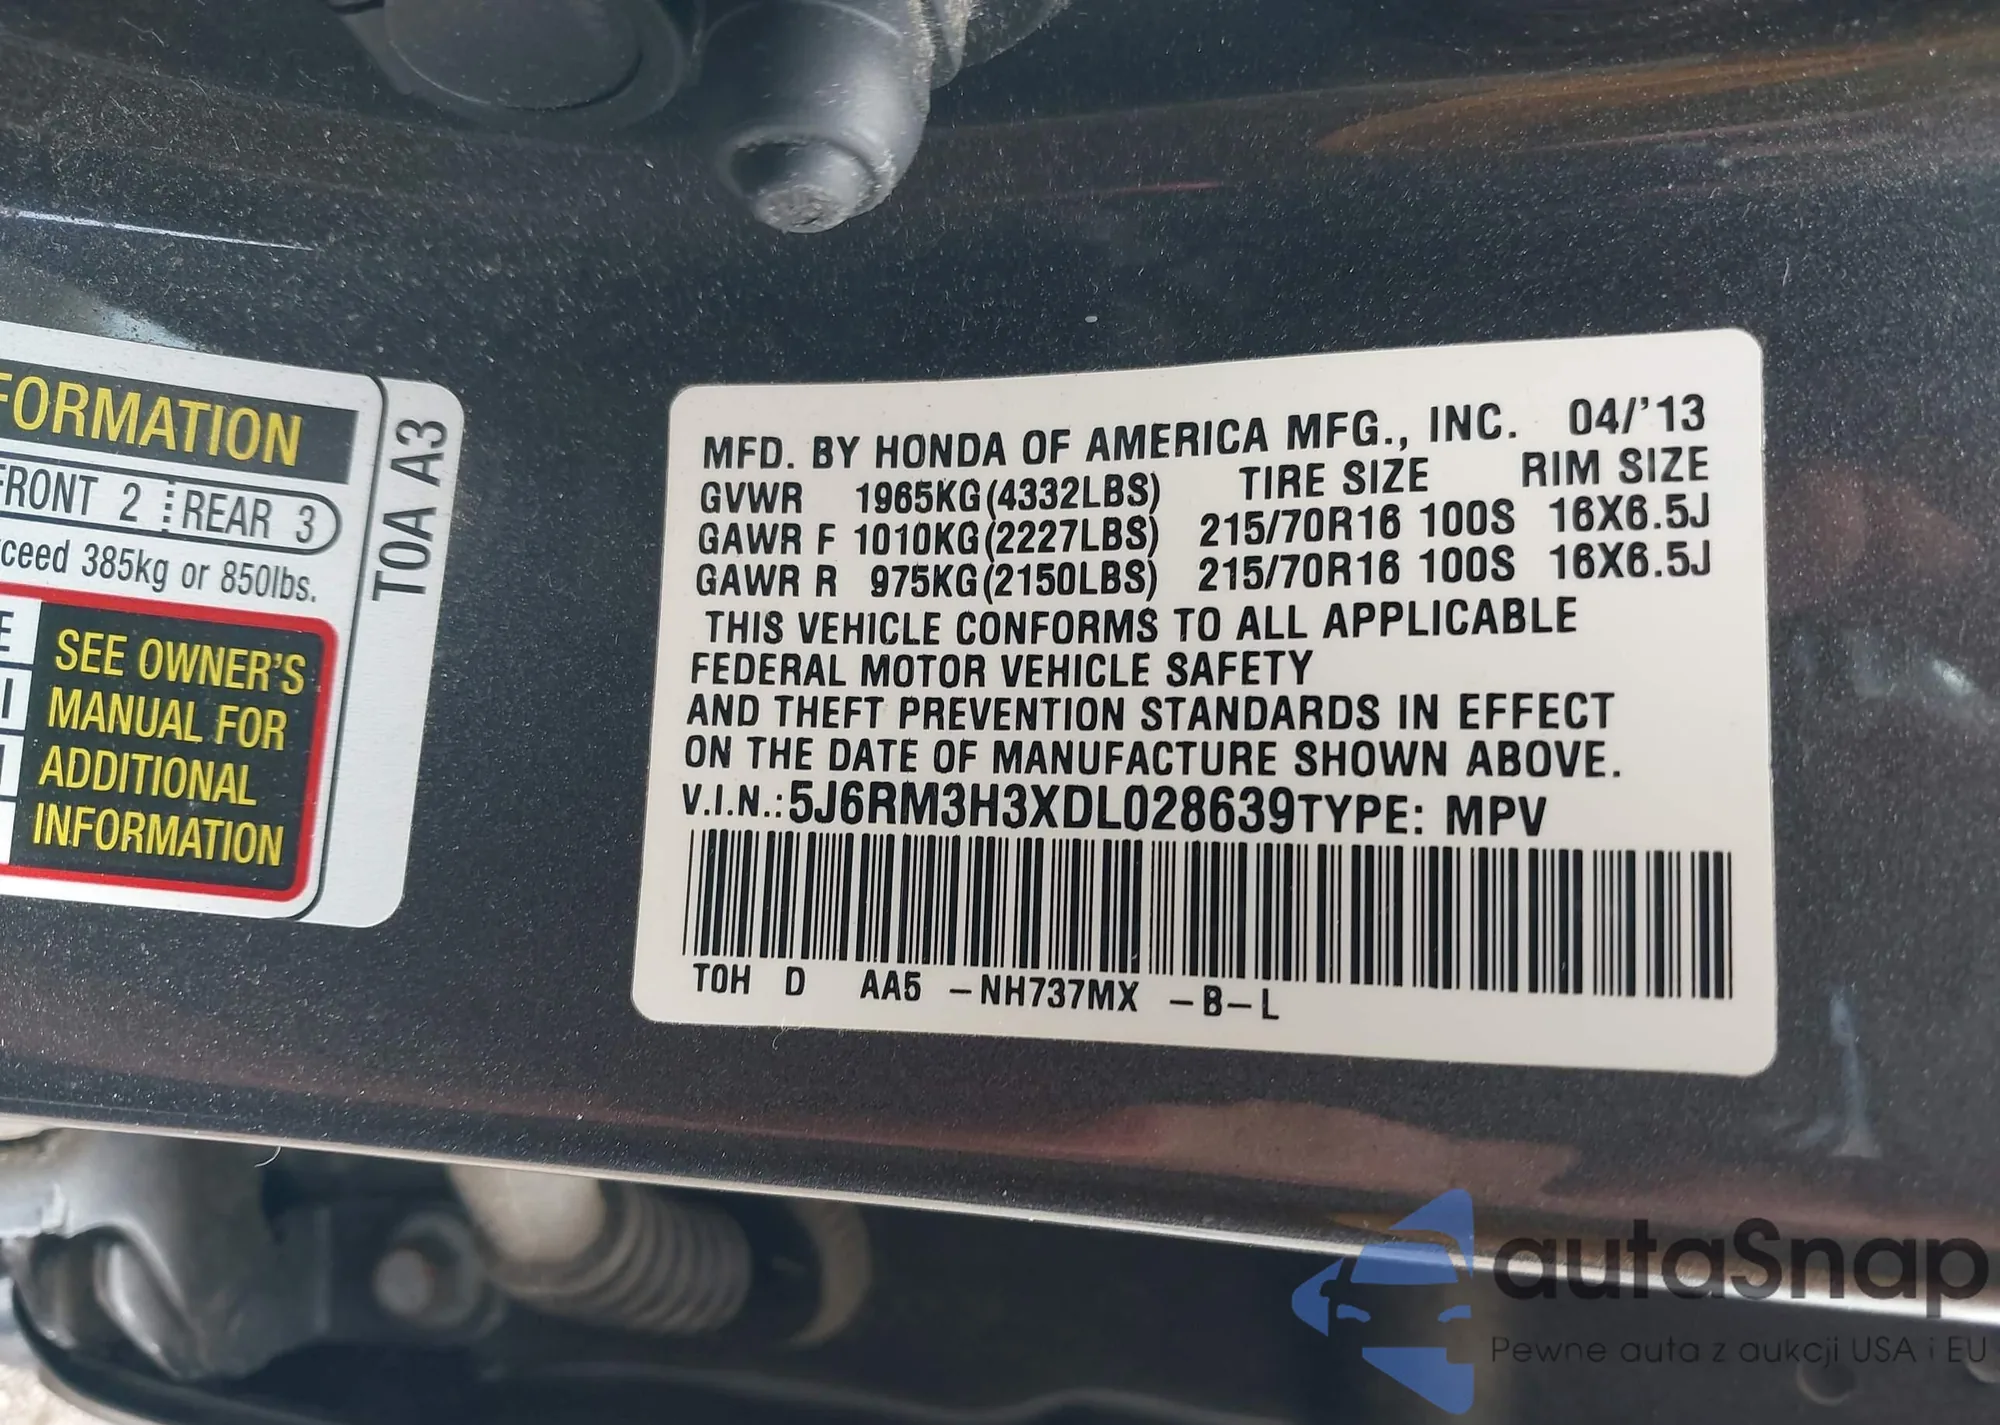 FORMATION
FRONT 2 REAR 3
ceed 385kg or 850lbs.
SEE OWNER'S
MANUAL FOR
ADDITIONAL
INFORMATION
T0A A3
MFD. BY HONDA OF AMERICA MFG., INC. 04/'13
GVWR 1965KG(4332LBS) TIRE SIZE RIM SIZE
GAWR F 1010KG(2227LBS) 215/70R16 100S 16X6.5J
GAWR R 975KG(2150LBS) 215/70R16 100S 16X6.5J
THIS VEHICLE CONFORMS TO ALL APPLICABLE
FEDERAL MOTOR VEHICLE SAFETY
AND THEFT PREVENTION STANDARDS IN EFFECT
ON THE DATE OF MANUFACTURE SHOWN ABOVE.
V.I.N.:5J6RM3H3XDL028639TYPE: MPV
T0H D AA5 -NH737MX -B-L
autaSnap
Pewne auta z aukcji USA i EU